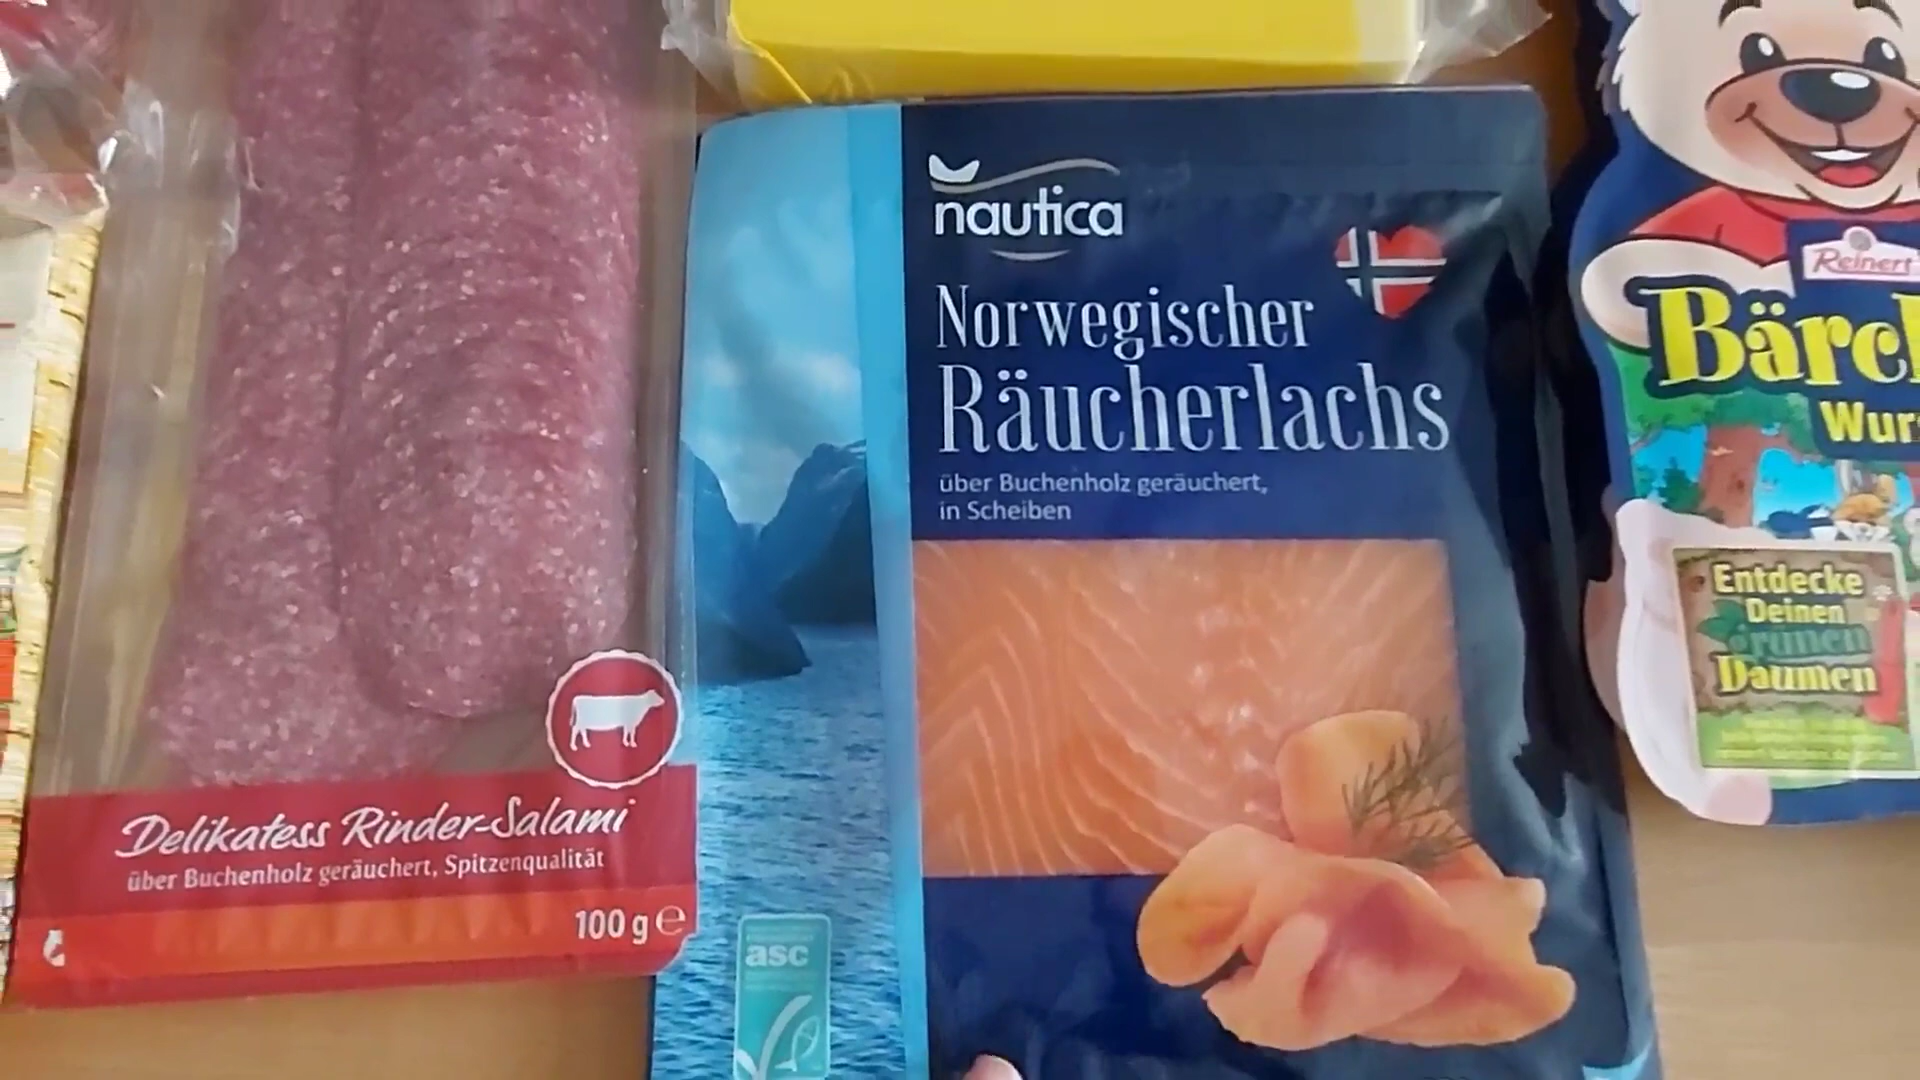 Delikatess Rinder-Salami
über Buchenholz geräuchert, Spitzenqualität
100 g e
nautica
Norwegischer
Räucherlachs
über Buchenholz geräuchert,
in Scheiben
asc
Reinert
Entdecke
Deinen
grünen
Daumen